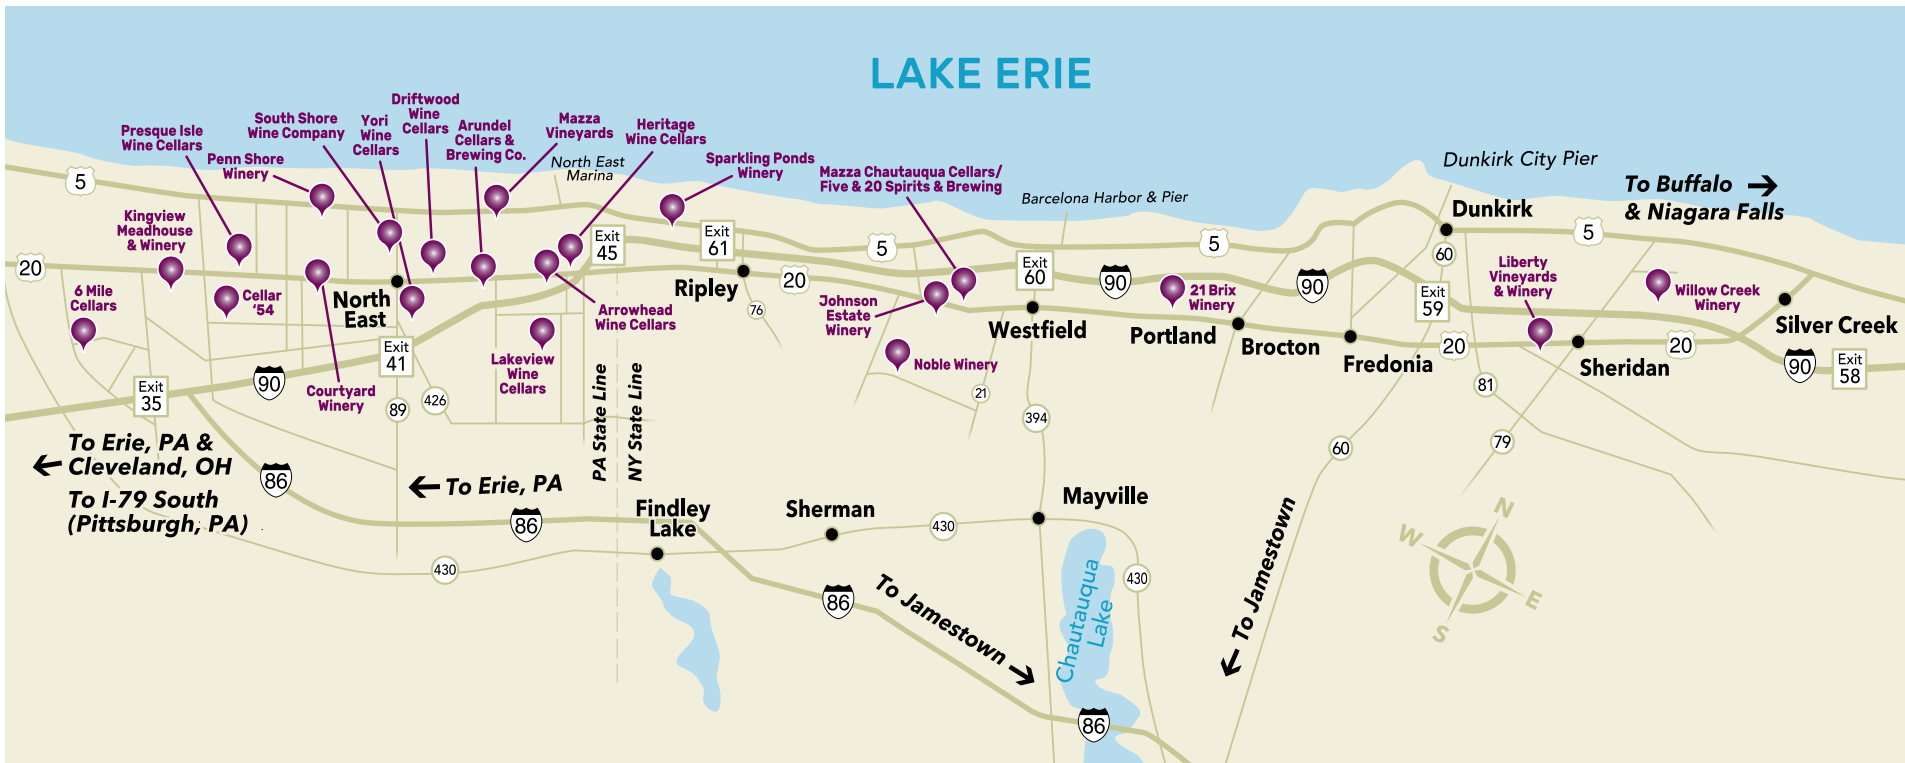 LAKE ERIE
Driftwood
Wine
Cellars
South Shore
Wine Company
Yori
Wine
Cellars
Arundel
Cellars &
Brewing Co.
Mazza
Vineyards
Heritage
Wine Cellars
Presque Isle
Wine Cellars
Penn Shore
Winery
North East
Marina
Sparkling Ponds
Winery
Mazza Chautauqua Cellars/
Five & 20 Spirits & Brewing
Barcelona Harbor & Pier
Dunkirk City Pier
To Buffalo
& Niagara Falls
5
Kingview
Meadhouse
& Winery
Exit
45
Exit
61
5
5
Dunkirk
5
60
20
6 Mile
Cellars
Cellar
'54
North
East
Arrowhead
Wine Cellars
Ripley
20
76
Johnson
Estate
Winery
Exit
60
90
21 Brix
Winery
90
Exit
59
Liberty
Vineyards
& Winery
Willow Creek
Winery
Westfield
Portland
Brocton
Fredonia
20
Sheridan
20
Silver Creek
Exit
41
Lakeview
Wine
Cellars
Noble Winery
90
Exit
58
Exit
35
90
Courtyard
Winery
89
426
PA State Line
NY State Line
21
394
81
60
79
To Erie, PA &
Cleveland, OH
To I-79 South
(Pittsburgh, PA)
86
To Erie, PA
86
Findley
Lake
Sherman
430
Mayville
430
430
86
To Jamestown
Chautauqua
Lake
86
To Jamestown
N
W
E
S